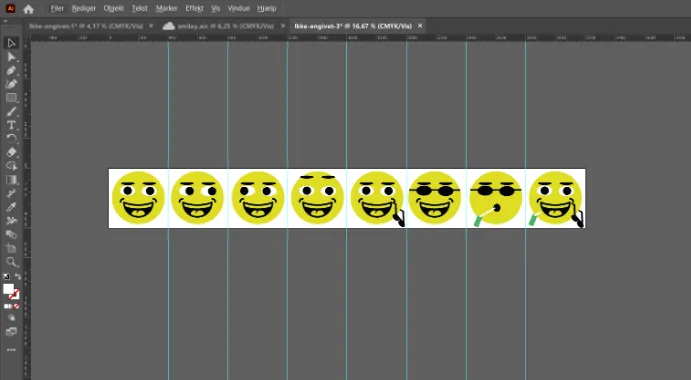 Ai Filer Rediger Objekt Tekst Marker Effekt Vis Vindue Hjælp
Ikke-angivet-1* @ 4,17 % (CMYK/Vis) × smiley.aic @ 6,25 % (CMYK/Vis) × Ikke-angivet-3* @ 16,67 % (CMYK/Vis) ×